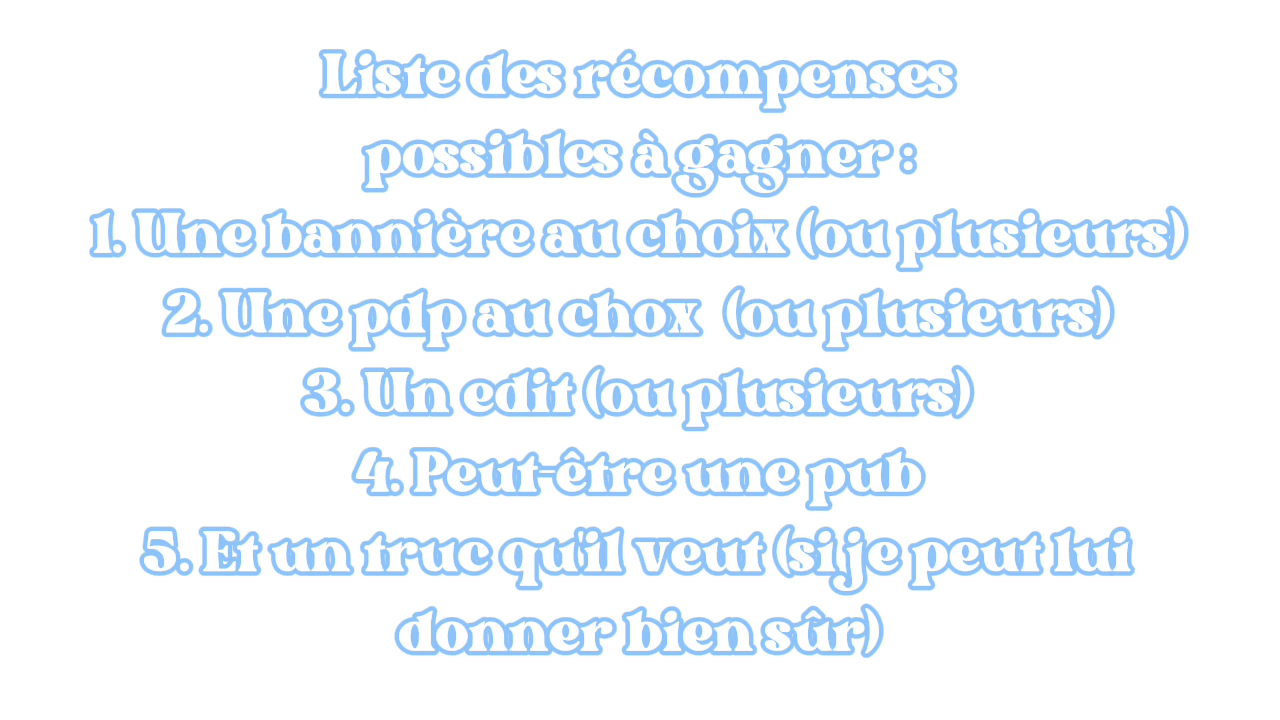 Liste des récompenses
possibles à gagner :
1. Une bannière au choix (ou plusieurs)
2. Une pdp au chox (ou plusieurs)
3. Un edit (ou plusieurs)
4. Peut-être une pub
5. Et un truc qu'il veut (si je peut lui
donner bien sûr)